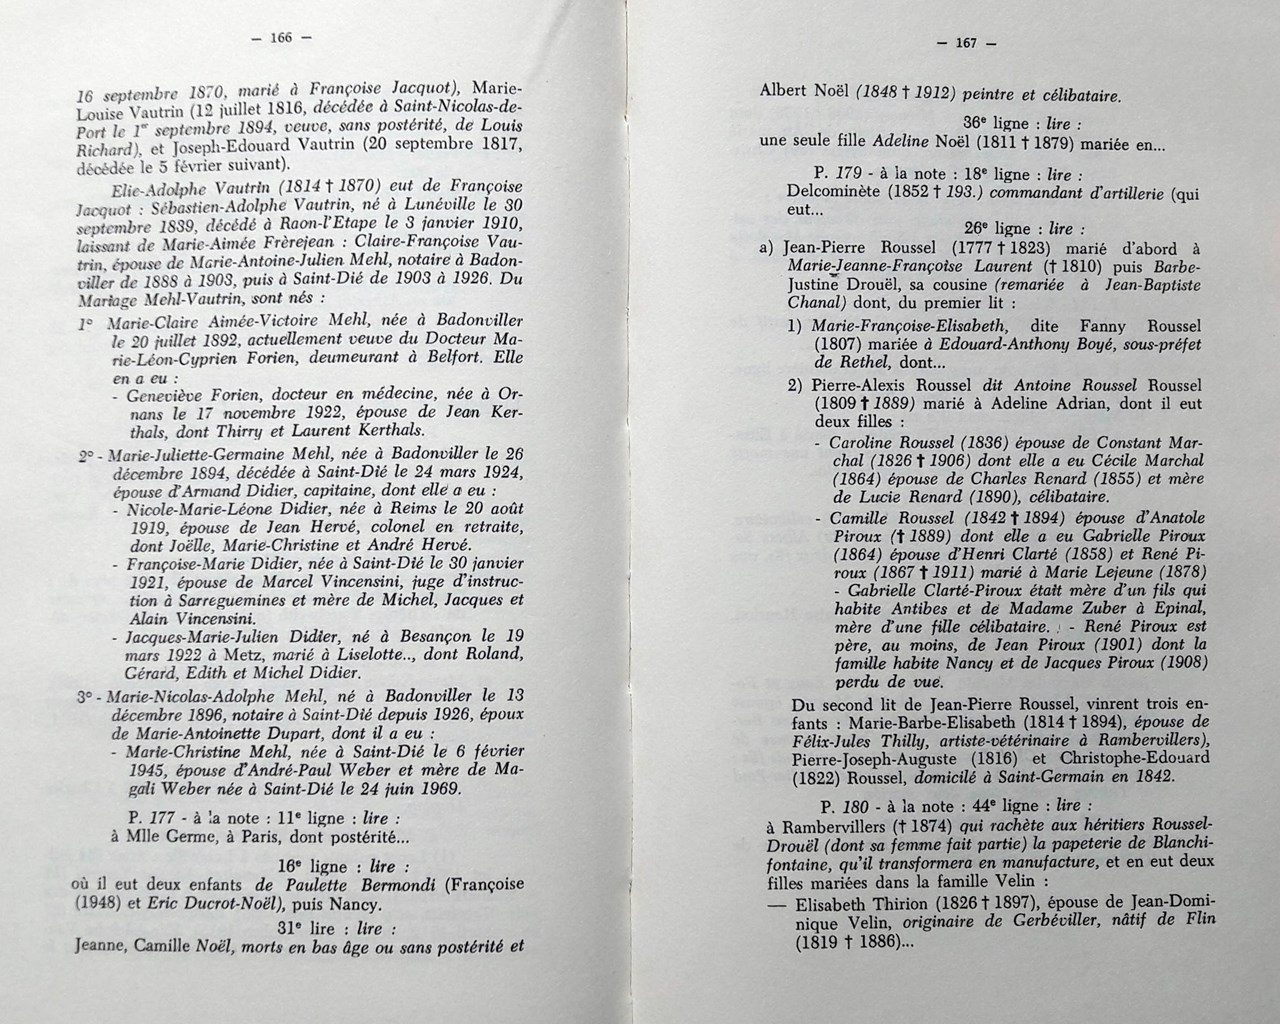 — 166 —
16 septembre 1870, marié à Françoise Jacquot), Marie-
Louise Vautrin (12 juillet 1816, décédée à Saint-Nicolas-de-
Port le 1er septembre 1894, veuve, sans postérité, de Louis
Richard), et Joseph-Edouard Vautrin (20 septembre 1817,
décédée le 5 février suivant).
Elie-Adolphe Vautrin (1814 † 1870) eut de Françoise
Jacquot : Sébastien-Adolphe Vautrin, né à Lunéville le 30
septembre 1839, décédé à Raon-l'Etape le 3 janvier 1910,
laissant de Marie-Aimée Frèrejean : Claire-Françoise Vau-
trin, épouse de Marie-Antoine-Julien Mehl, notaire à Badon-
viller de 1888 à 1903, puis à Saint-Dié de 1903 à 1926. Du
Mariage Mehl-Vautrin, sont nés :
1° Marie-Claire Aimée-Victoire Mehl, née à Badonviller
le 20 juillet 1892, actuellement veuve du Docteur Ma-
rie-Léon-Cyprien Forien, deumeurant à Belfort. Elle
en a eu :
- Geneviève Forien, docteur en médecine, née à Or-
nans le 17 novembre 1922, épouse de Jean Ker-
thals, dont Thirry et Laurent Kerthals.
2° - Marie-Juliette-Germaine Mehl, née à Badonviller le 26
décembre 1894, décédée à Saint-Dié le 24 mars 1924,
épouse d'Armand Didier, capitaine, dont elle a eu :
- Nicole-Marie-Léone Didier, née à Reims le 20 août
1919, épouse de Jean Hervé, colonel en retraite,
dont Joëlle, Marie-Christine et André Hervé.
- Françoise-Marie Didier, née à Saint-Dié le 30 janvier
1921, épouse de Marcel Vincensini, juge d'instruc-
tion à Sarreguemines et mère de Michel, Jacques et
Alain Vincensini.
- Jacques-Marie-Julien Didier, né à Besançon le 19
mars 1922 à Metz, marié à Liselotte.., dont Roland,
Gérard, Edith et Michel Didier.
3° - Marie-Nicolas-Adolphe Mehl, né à Badonviller le 13
décembre 1896, notaire à Saint-Dié depuis 1926, époux
de Marie-Antoinette Dupart, dont il a eu :
- Marie-Christine Mehl, née à Saint-Dié le 6 février
1945, épouse d'André-Paul Weber et mère de Ma-
gali Weber née à Saint-Dié le 24 juin 1969.
P. 177 - à la note : 11e ligne : lire :
à Mlle Germe, à Paris, dont postérité...
16e ligne : lire :
où il eut deux enfants de Paulette Bermondi (Françoise
(1948) et Eric Ducrot-Noël), puis Nancy.
31e lire : lire :
Jeanne, Camille Noël, morts en bas âge ou sans postérité et
— 167 —
Albert Noël (1848 † 1912) peintre et célibataire.
36e ligne : lire :
une seule fille Adeline Noël (1811 † 1879) mariée en...
P. 179 - à la note : 18e ligne : lire :
Delcominète (1852 † 193.) commandant d'artillerie (qui
eut...
26e ligne : lire :
a) Jean-Pierre Roussel (1777 † 1823) marié d'abord à
Marie-Jeanne-Françoise Laurent († 1810) puis Barbe-
Justine Drouël, sa cousine (remariée à Jean-Baptiste
Chanal) dont, du premier lit :
1) Marie-Françoise-Elisabeth, dite Fanny Roussel
(1807) mariée à Edouard-Anthony Boyé, sous-préfet
de Rethel, dont...
2) Pierre-Alexis Roussel dit Antoine Roussel Roussel
(1809 † 1889) marié à Adeline Adrian, dont il eut
deux filles :
- Caroline Roussel (1836) épouse de Constant Mar-
chal (1826 † 1906) dont elle a eu Cécile Marchal
(1864) épouse de Charles Renard (1855) et mère
de Lucie Renard (1890), célibataire.
- Camille Roussel (1842 † 1894) épouse d'Anatole
Piroux († 1889) dont elle a eu Gabrielle Piroux
(1864) épouse d'Henri Clarté (1858) et René Pi-
roux (1867 † 1911) marié à Marie Lejeune (1878)
- Gabrielle Clarté-Piroux était mère d'un fils qui
habite Antibes et de Madame Zuber à Epinal,
mère d'une fille célibataire. - René Piroux est
père, au moins, de Jean Piroux (1901) dont la
famille habite Nancy et de Jacques Piroux (1908)
perdu de vue.
Du second lit de Jean-Pierre Roussel, vinrent trois en-
fants : Marie-Barbe-Elisabeth (1814 † 1894), épouse de
Félix-Jules Thilly, artiste-vétérinaire à Rambervillers),
Pierre-Joseph-Auguste (1816) et Christophe-Edouard
(1822) Roussel, domicilé à Saint-Germain en 1842.
P. 180 - à la note : 44e ligne : lire :
à Rambervillers († 1874) qui rachète aux héritiers Roussel-
Drouël (dont sa femme fait partie) la papeterie de Blanchi-
fontaine, qu'il transformera en manufacture, et en eut deux
filles mariées dans la famille Velin :
— Elisabeth Thirion (1826 † 1897), épouse de Jean-Domi-
nique Velin, originaire de Gerbéviller, nâtif de Flin
(1819 † 1886)...